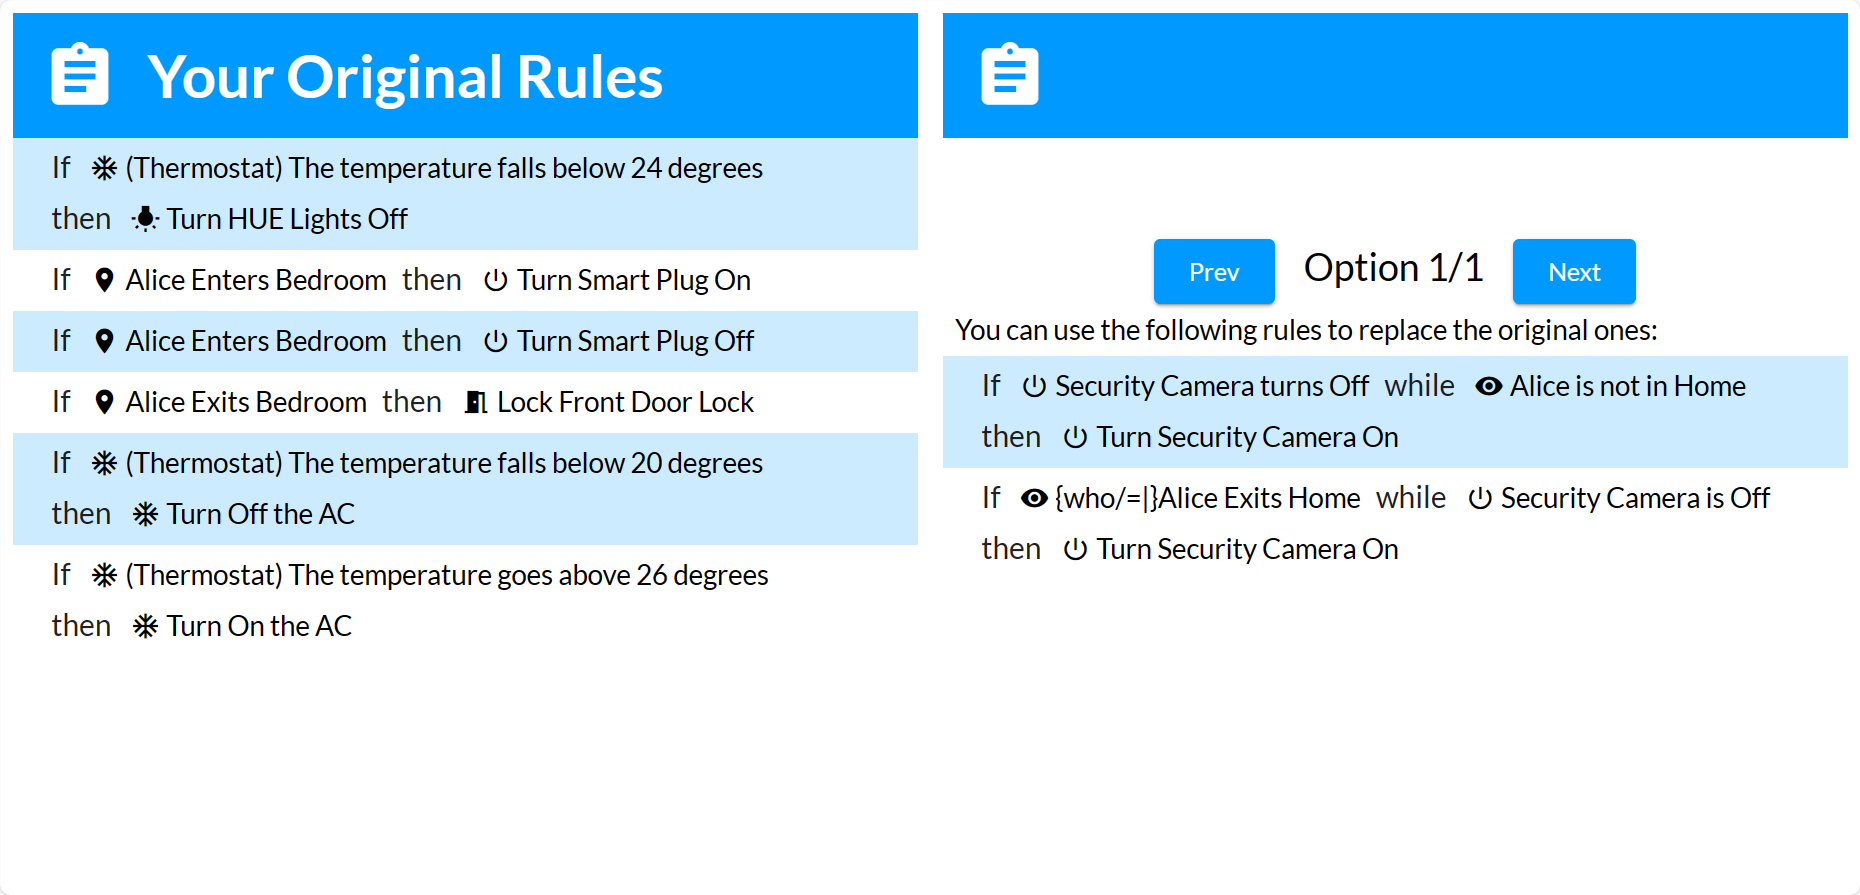 Your Original Rules
If (Thermostat) The temperature falls below 24 degrees
then Turn HUE Lights Off
If Alice Enters Bedroom then Turn Smart Plug On
If Alice Enters Bedroom then Turn Smart Plug Off
If Alice Exits Bedroom then Lock Front Door Lock
If (Thermostat) The temperature falls below 20 degrees
then Turn Off the AC
If (Thermostat) The temperature goes above 26 degrees
then Turn On the AC
Prev Option 1/1 Next
You can use the following rules to replace the original ones:
If Security Camera turns Off while Alice is not in Home
then Turn Security Camera On
If {who/=|}Alice Exits Home while Security Camera is Off
then Turn Security Camera On